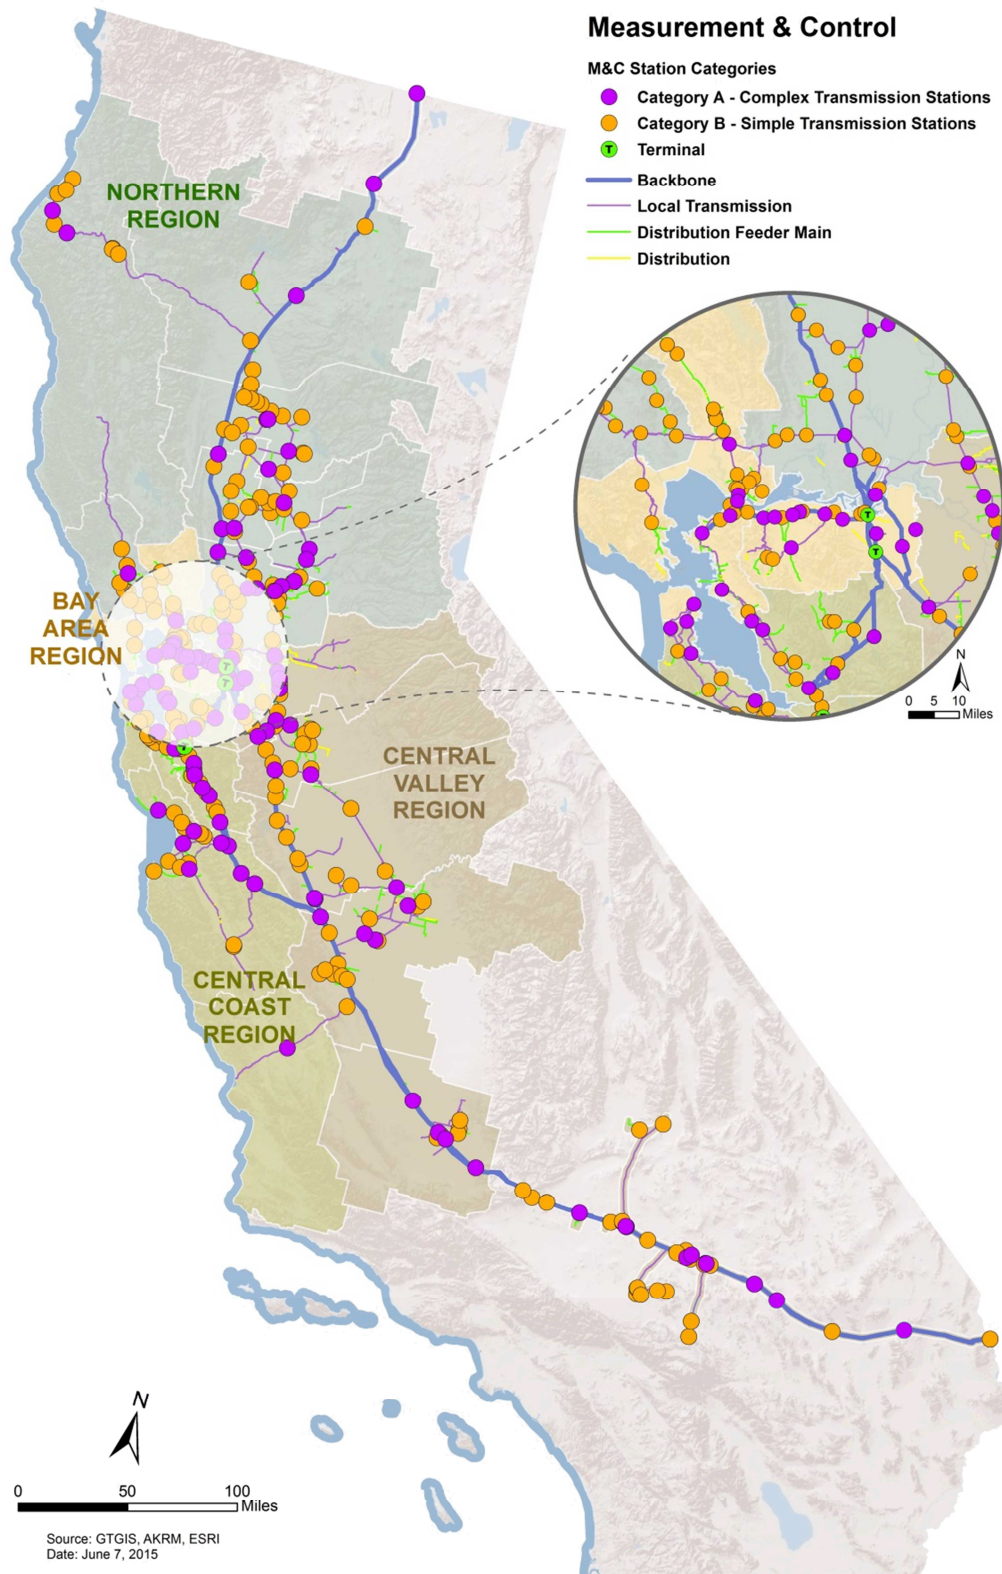 Measurement & Control
M&C Station Categories
Category A - Complex Transmission Stations
Category B - Simple Transmission Stations
T Terminal
Backbone
Local Transmission
Distribution Feeder Main
Distribution
NORTHERN
REGION
T
T
N
0 5 10
Miles
BAY
AREA
REGION
T
T
T
CENTRAL
VALLEY
REGION
CENTRAL
COAST
REGION
N
0 50 100
Miles
Source: GTGIS, AKRM, ESRI
Date: June 7, 2015